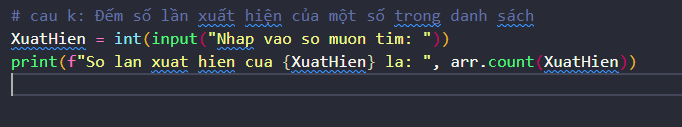 # cau k: Đếm số lần xuất hiện của một số trong danh sách
XuatHien = int(input("Nhap vao so muon tim: "))
print(f"So lan xuat hien cua {XuatHien} la: ", arr.count(XuatHien))